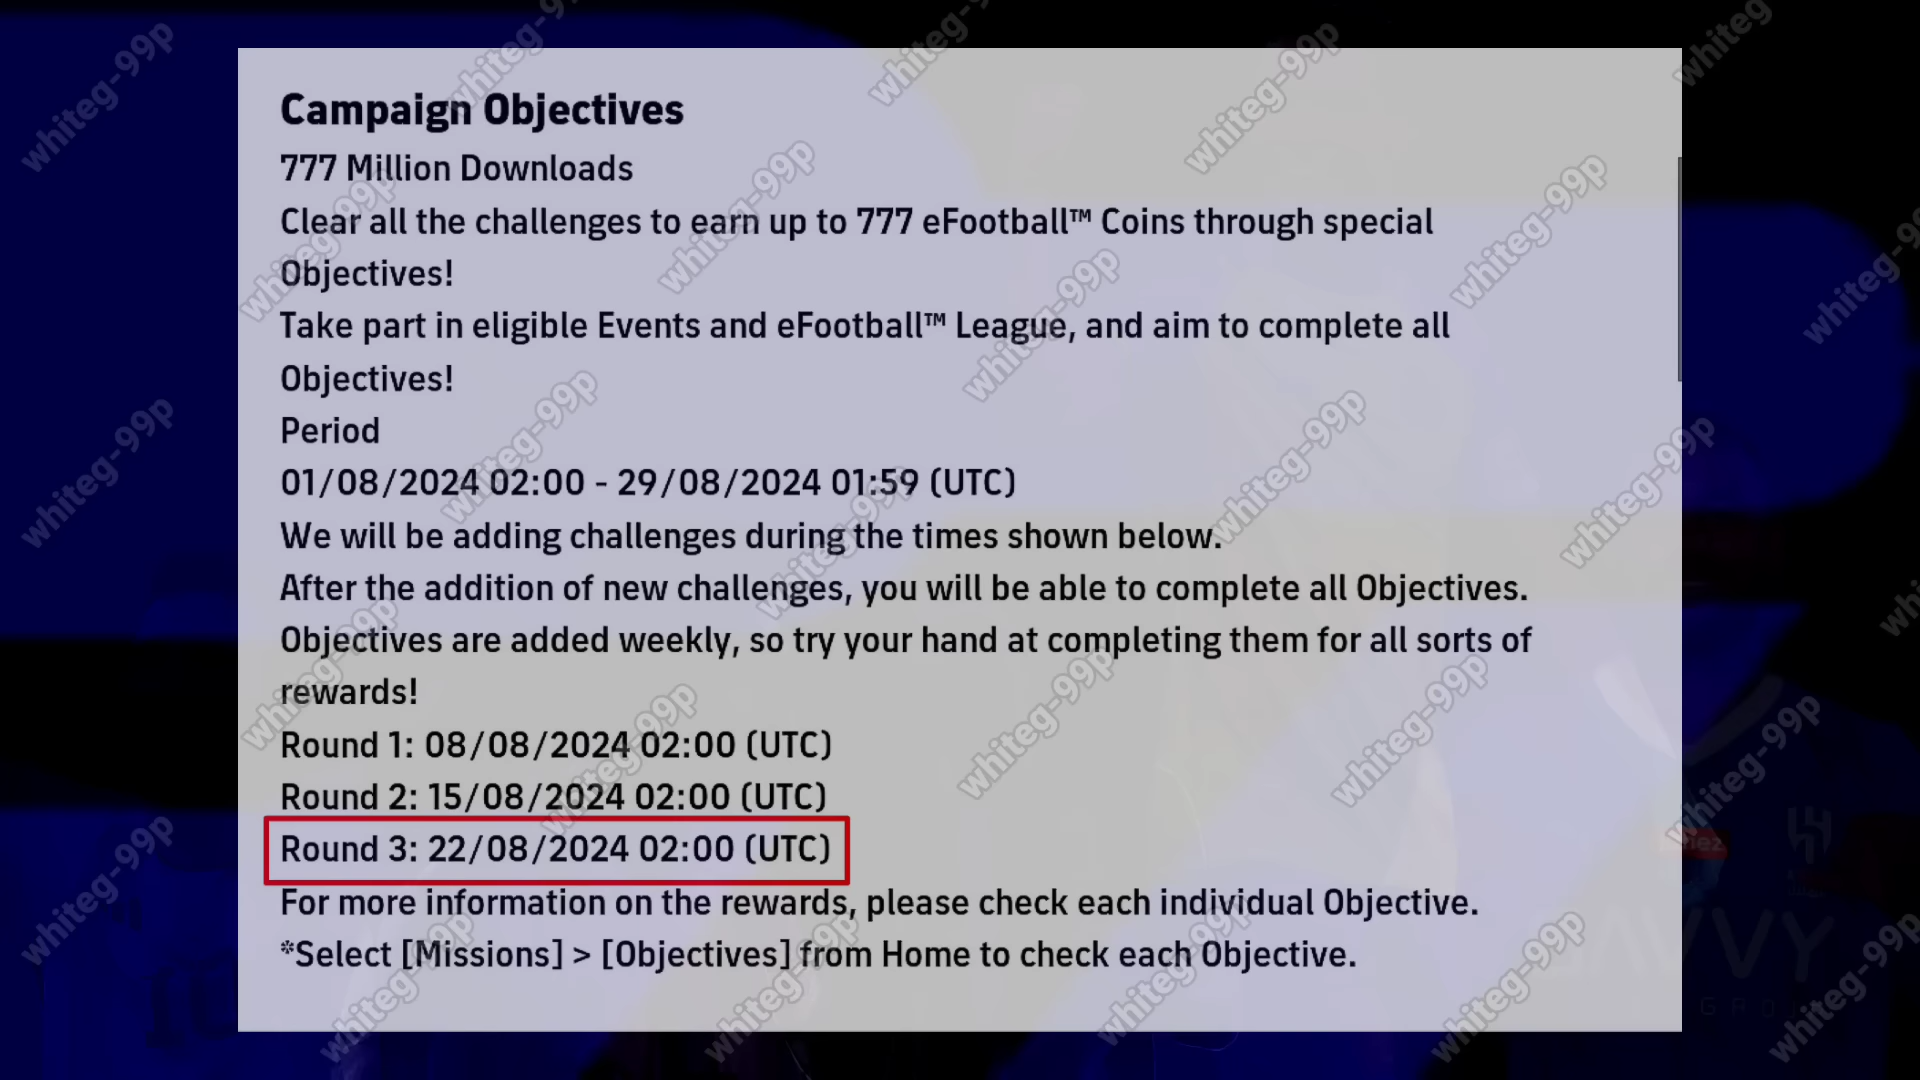 Campaign Objectives
777 Million Downloads
Clear all the challenges to earn up to 777 eFootball™ Coins through special
Objectives!
Take part in eligible Events and eFootball™ League, and aim to complete all
Objectives!
Period
01/08/2024 02:00 - 29/08/2024 01:59 (UTC)
We will be adding challenges during the times shown below.
After the addition of new challenges, you will be able to complete all Objectives.
Objectives are added weekly, so try your hand at completing them for all sorts of
rewards!
Round 1: 08/08/2024 02:00 (UTC)
Round 2: 15/08/2024 02:00 (UTC)
Round 3: 22/08/2024 02:00 (UTC)
For more information on the rewards, please check each individual Objective.
*Select [Missions] > [Objectives] from Home to check each Objective.
whiteg-99p